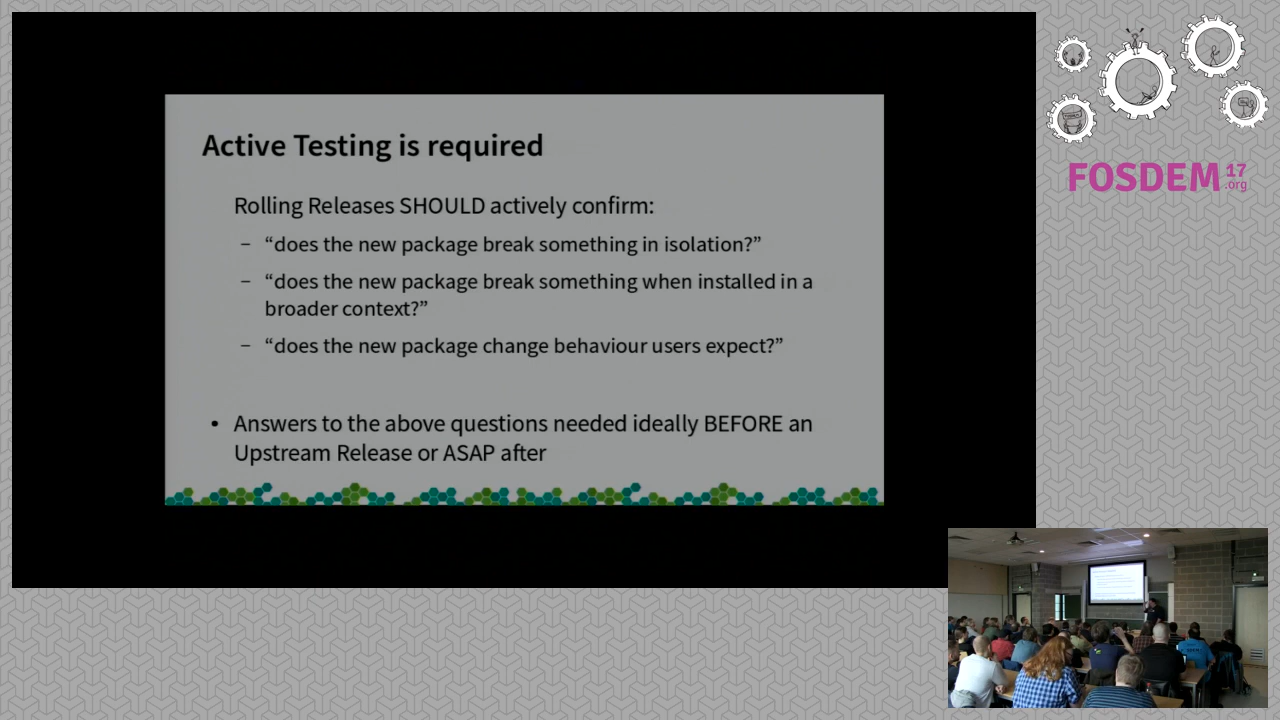 Active Testing is required
Rolling Releases SHOULD actively confirm:
– “does the new package break something in isolation?”
– “does the new package break something when installed in a
broader context?”
– “does the new package change behaviour users expect?”
• Answers to the above questions needed ideally BEFORE an
Upstream Release or ASAP after
FOSDEM 17
.org